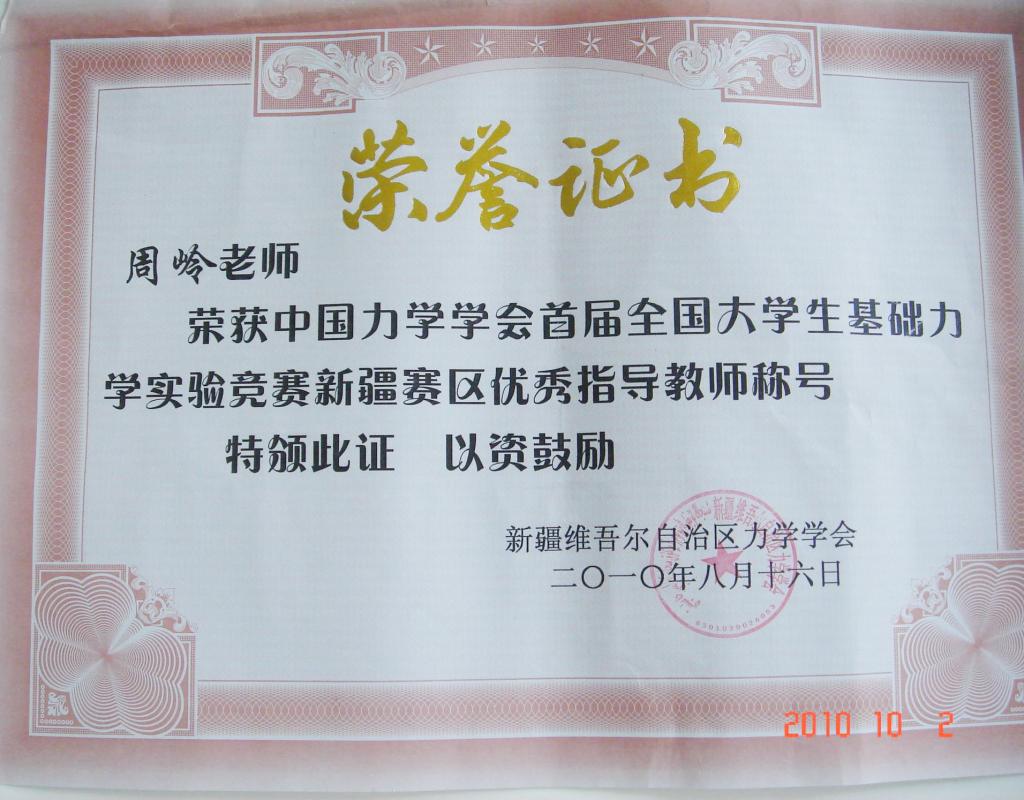 荣誉证书
周岭老师
荣获中国力学学会首届全国大学生基础力
学实验竞赛新疆赛区优秀指导教师称号
特颁此证 以资鼓励
新疆维吾尔自治区力学学会
二〇一〇年八月十六日
2010 10 2